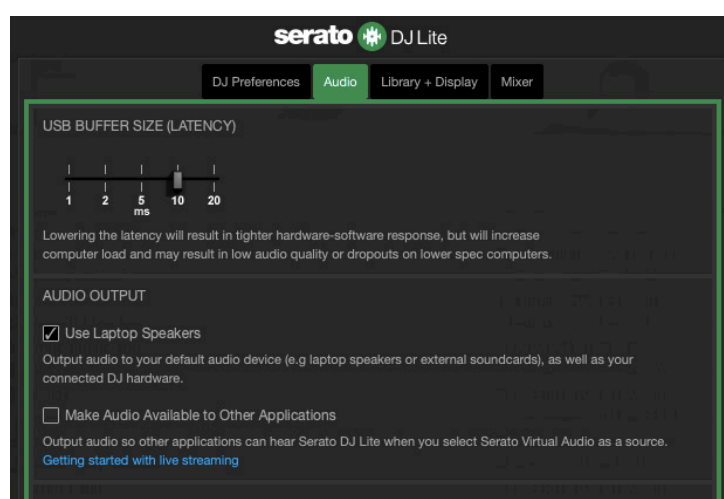 serato DJ Lite
DJ Preferences Audio Library + Display Mixer
USB BUFFER SIZE (LATENCY)
1 2 5 10 20
ms
Lowering the latency will result in tighter hardware-software response, but will increase
computer load and may result in low audio quality or dropouts on lower spec computers.
AUDIO OUTPUT
Use Laptop Speakers
Output audio to your default audio device (e.g laptop speakers or external soundcards), as well as your
connected DJ hardware.
Make Audio Available to Other Applications
Output audio so other applications can hear Serato DJ Lite when you select Serato Virtual Audio as a source.
Getting started with live streaming